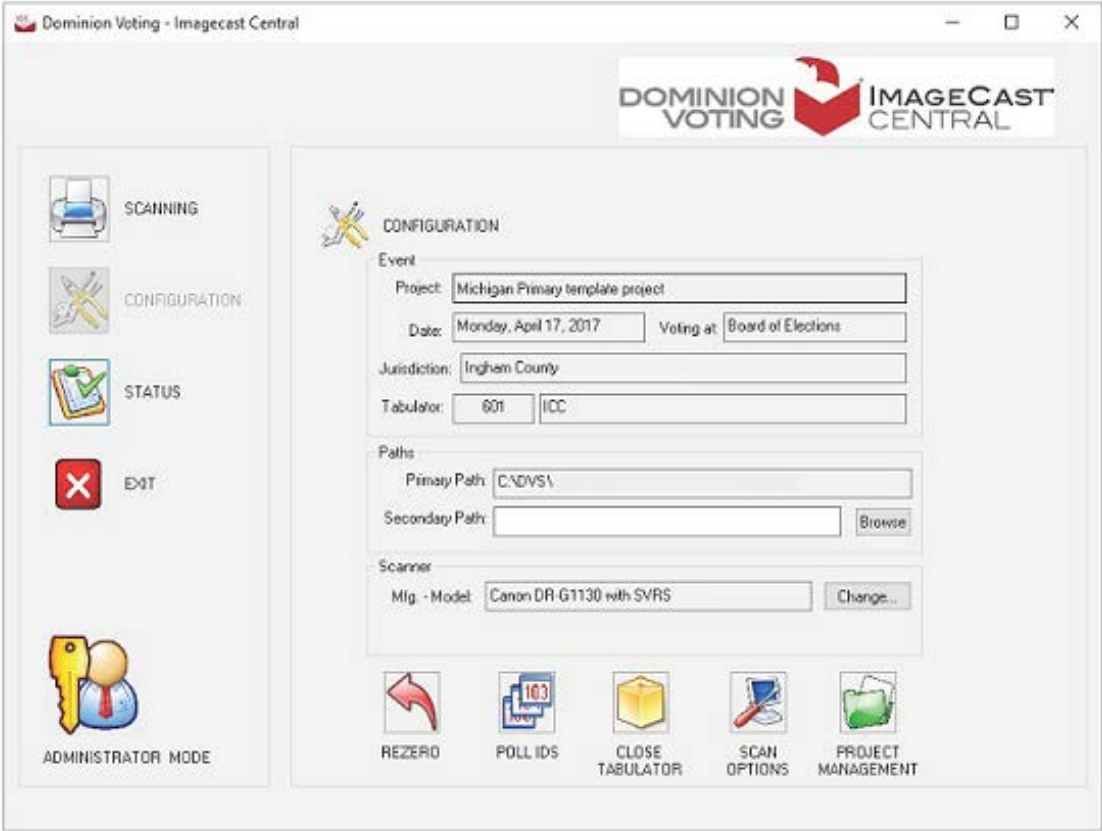 Dominion Voting - Imagecast Central
DOMINION VOTING
IMAGECAST CENTRAL
SCANNING
CONFIGURATION
STATUS
EXIT
ADMINISTRATOR MODE
CONFIGURATION
Event
Project: Michigan Primary template project
Date: Monday, April 17, 2017 Voting at: Board of Elections
Jurisdiction: Ingham County
Tabulator: 601 ICC
Paths
Primary Path: C:\DVS\
Secondary Path: Browse
Scanner
Mfg. - Model: Canon DR-G1130 with SVRS Change...
103
REZERO
POLL IDS
CLOSE
TABULATOR
SCAN
OPTIONS
PROJECT
MANAGEMENT